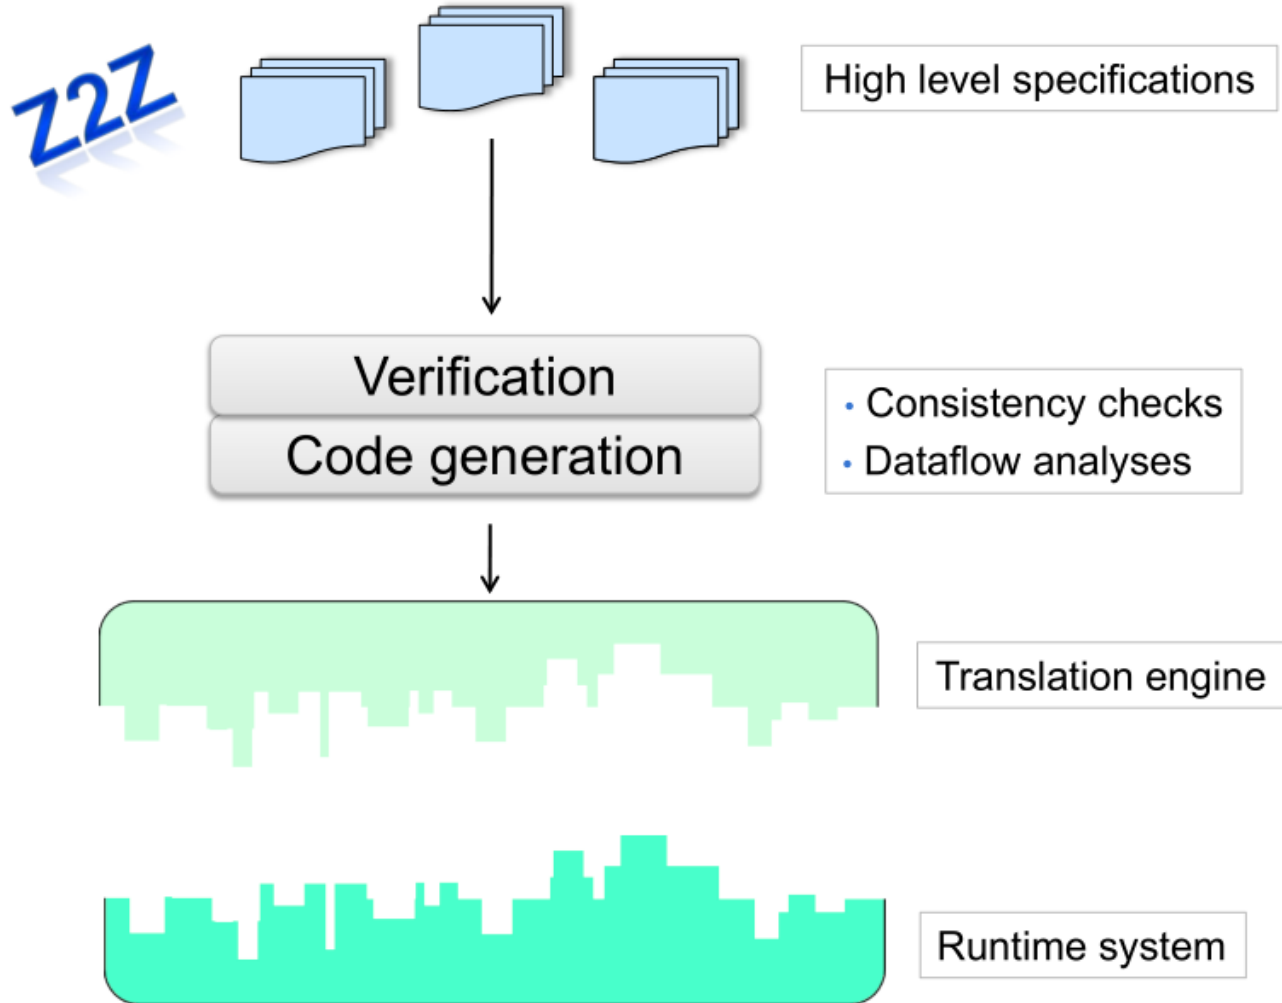 Z2Z
High level specifications
Verification
Code generation
• Consistency checks
• Dataflow analyses
Translation engine
Runtime system